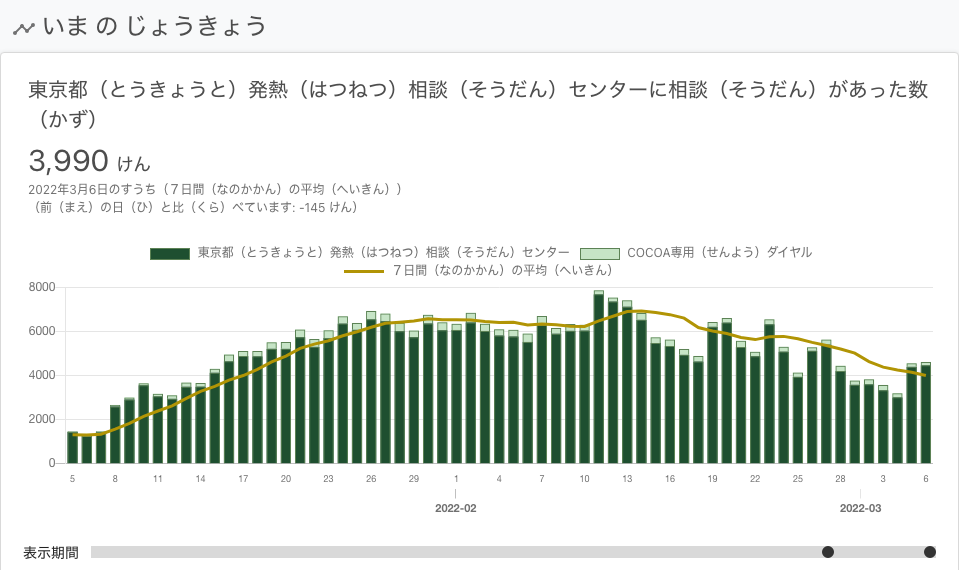 いま の じょうきょう
東京都（とうきょうと）発熱（はつねつ）相談（そうだん）センターに相談（そうだん）があった数
（かず）
3,990 けん
2022年3月6日のすうち（７日間（なのかかん）の平均（へいきん））
（前（まえ）の日（ひ）と比（くら）べています: -145 けん）
東京都（とうきょうと）発熱（はつねつ）相談（そうだん）センター COCOA専用（せんよう）ダイヤル
７日間（なのかかん）の平均（へいきん）
8000
6000
4000
2000
0
5 8 11 14 17 20 23 26 29 1 4 7 10 13 16 19 22 25 28 3 6
2022-02 2022-03
表示期間